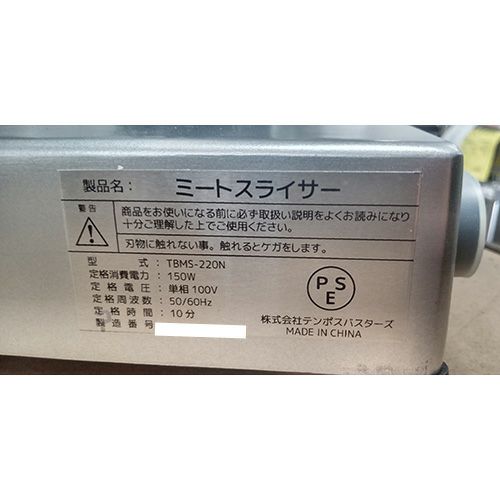 製品名： ミートスライサー
警告
商品をお使いになる前に必ず取扱い説明をよくお読みになり
十分ご理解した上でご使用ください。
刃物に触れない事。触れるとケガをします。
型 式：TBMS-220N
定格消費電力：150W
定格電圧：単相100V
定格周波数：50/60Hz
定格時間：10分
製造番号
PSE
株式会社テンポスバスターズ
MADE IN CHINA